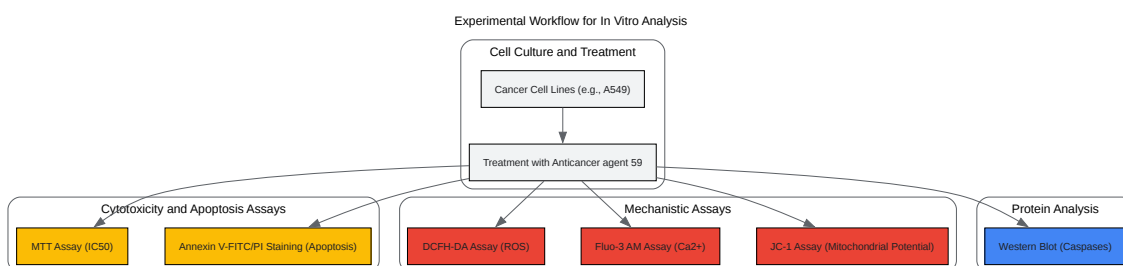 Experimental Workflow for In Vitro Analysis
Cell Culture and Treatment
Cancer Cell Lines (e.g., A549)
Treatment with Anticancer agent 59
Cytotoxicity and Apoptosis Assays
Mechanistic Assays
Protein Analysis
MTT Assay (IC50)
Annexin V-FITC/PI Staining (Apoptosis)
DCFH-DA Assay (ROS)
Fluo-3 AM Assay (Ca2+)
JC-1 Assay (Mitochondrial Potential)
Western Blot (Caspases)